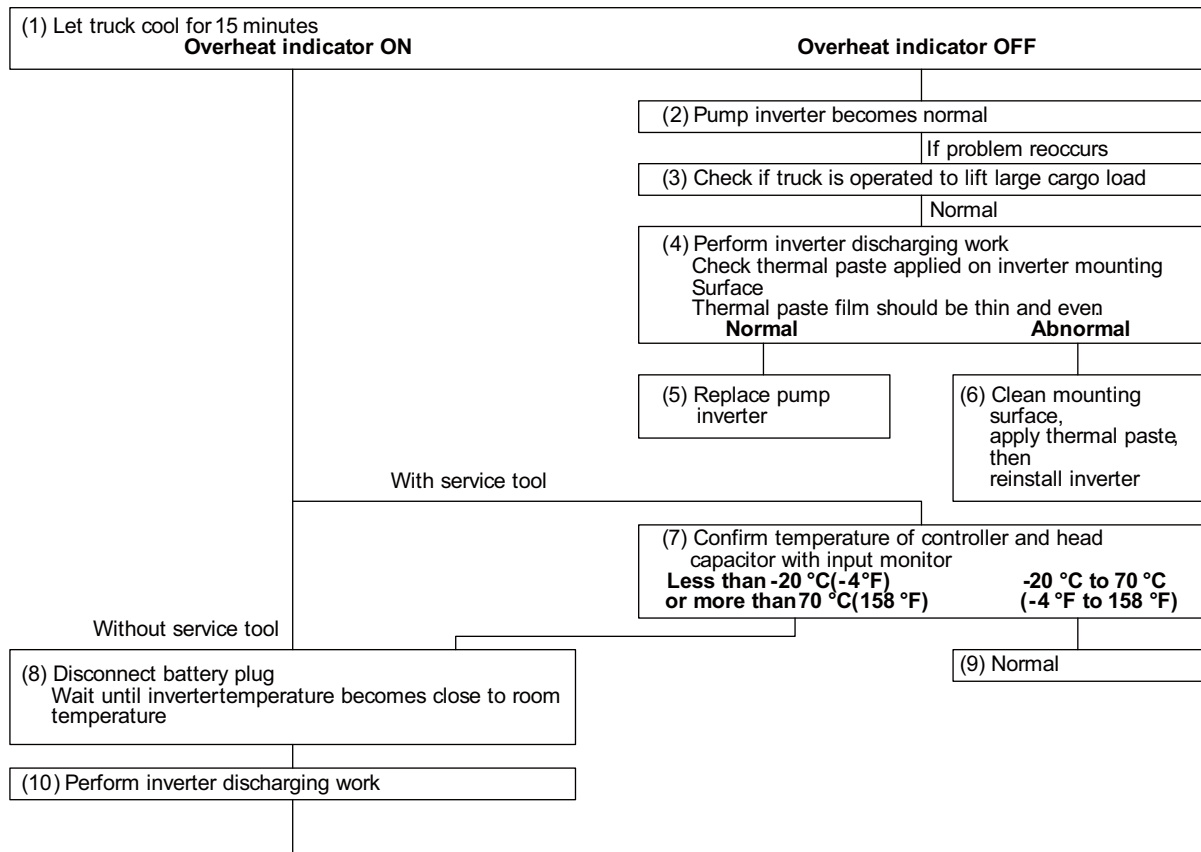 (1) Let truck cool for 15 minutes
Overheat indicator ON
Overheat indicator OFF
(2) Pump inverter becomes normal
If problem reoccurs
(3) Check if truck is operated to lift large cargo load
Normal
(4) Perform inverter discharging work
Check thermal paste applied on inverter mounting
Surface
Thermal paste film should be thin and even.
Normal
Abnormal
(5) Replace pump
inverter
(6) Clean mounting
surface,
apply thermal paste,
then
reinstall inverter
With service tool
(7) Confirm temperature of controller and head
capacitor with input monitor
Less than -20 °C(-4°F)
or more than 70 °C(158 °F)
-20 °C to 70 °C
(-4 °F to 158 °F)
Without service tool
(8) Disconnect battery plug
Wait until invertertemperature becomes close to room
temperature
(9) Normal
(10) Perform inverter discharging work